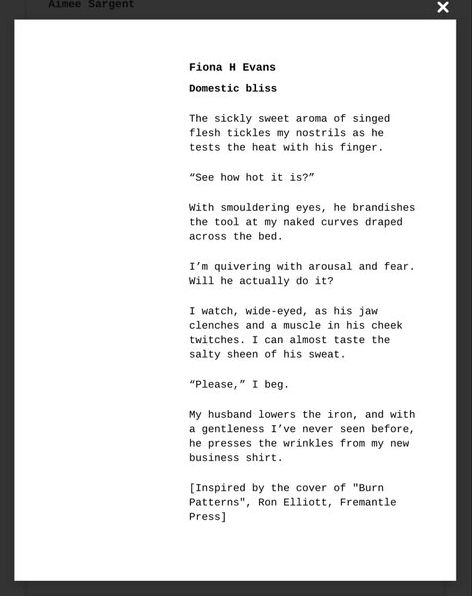 Aimee Sargent
Fiona H Evans
Domestic bliss
The sickly sweet aroma of singed
flesh tickles my nostrils as he
tests the heat with his finger.
“See how hot it is?”
With smouldering eyes, he brandishes
the tool at my naked curves draped
across the bed.
I’m quivering with arousal and fear.
Will he actually do it?
I watch, wide-eyed, as his jaw
clenches and a muscle in his cheek
twitches. I can almost taste the
salty sheen of his sweat.
“Please,” I beg.
My husband lowers the iron, and with
a gentleness I’ve never seen before,
he presses the wrinkles from my new
business shirt.
[Inspired by the cover of "Burn
Patterns", Ron Elliott, Fremantle
Press]